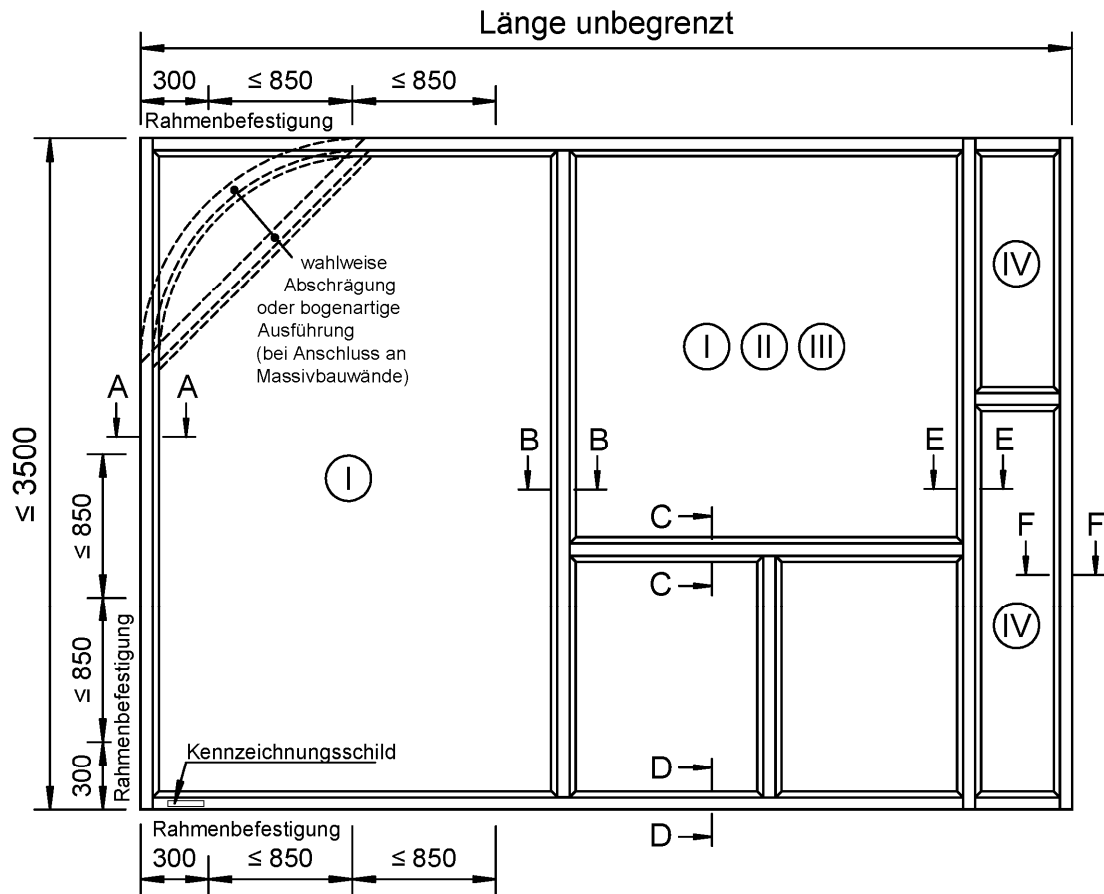 Länge unbegrenzt
300
≤ 850
≤ 850
Rahmenbefestigung
wahlweise
Abschrägung
oder bogenartige
Ausführung
(bei Anschluss an
Massivbauwände)
IV
I
II
III
A
A
≤ 3500
B
B
E
E
I
C
≤ 850
F
F
C
IV
≤ 850
Rahmenbefestigung
Kennzeichnungsschild
D
300
Rahmenbefestigung
D
300
≤ 850
≤ 850